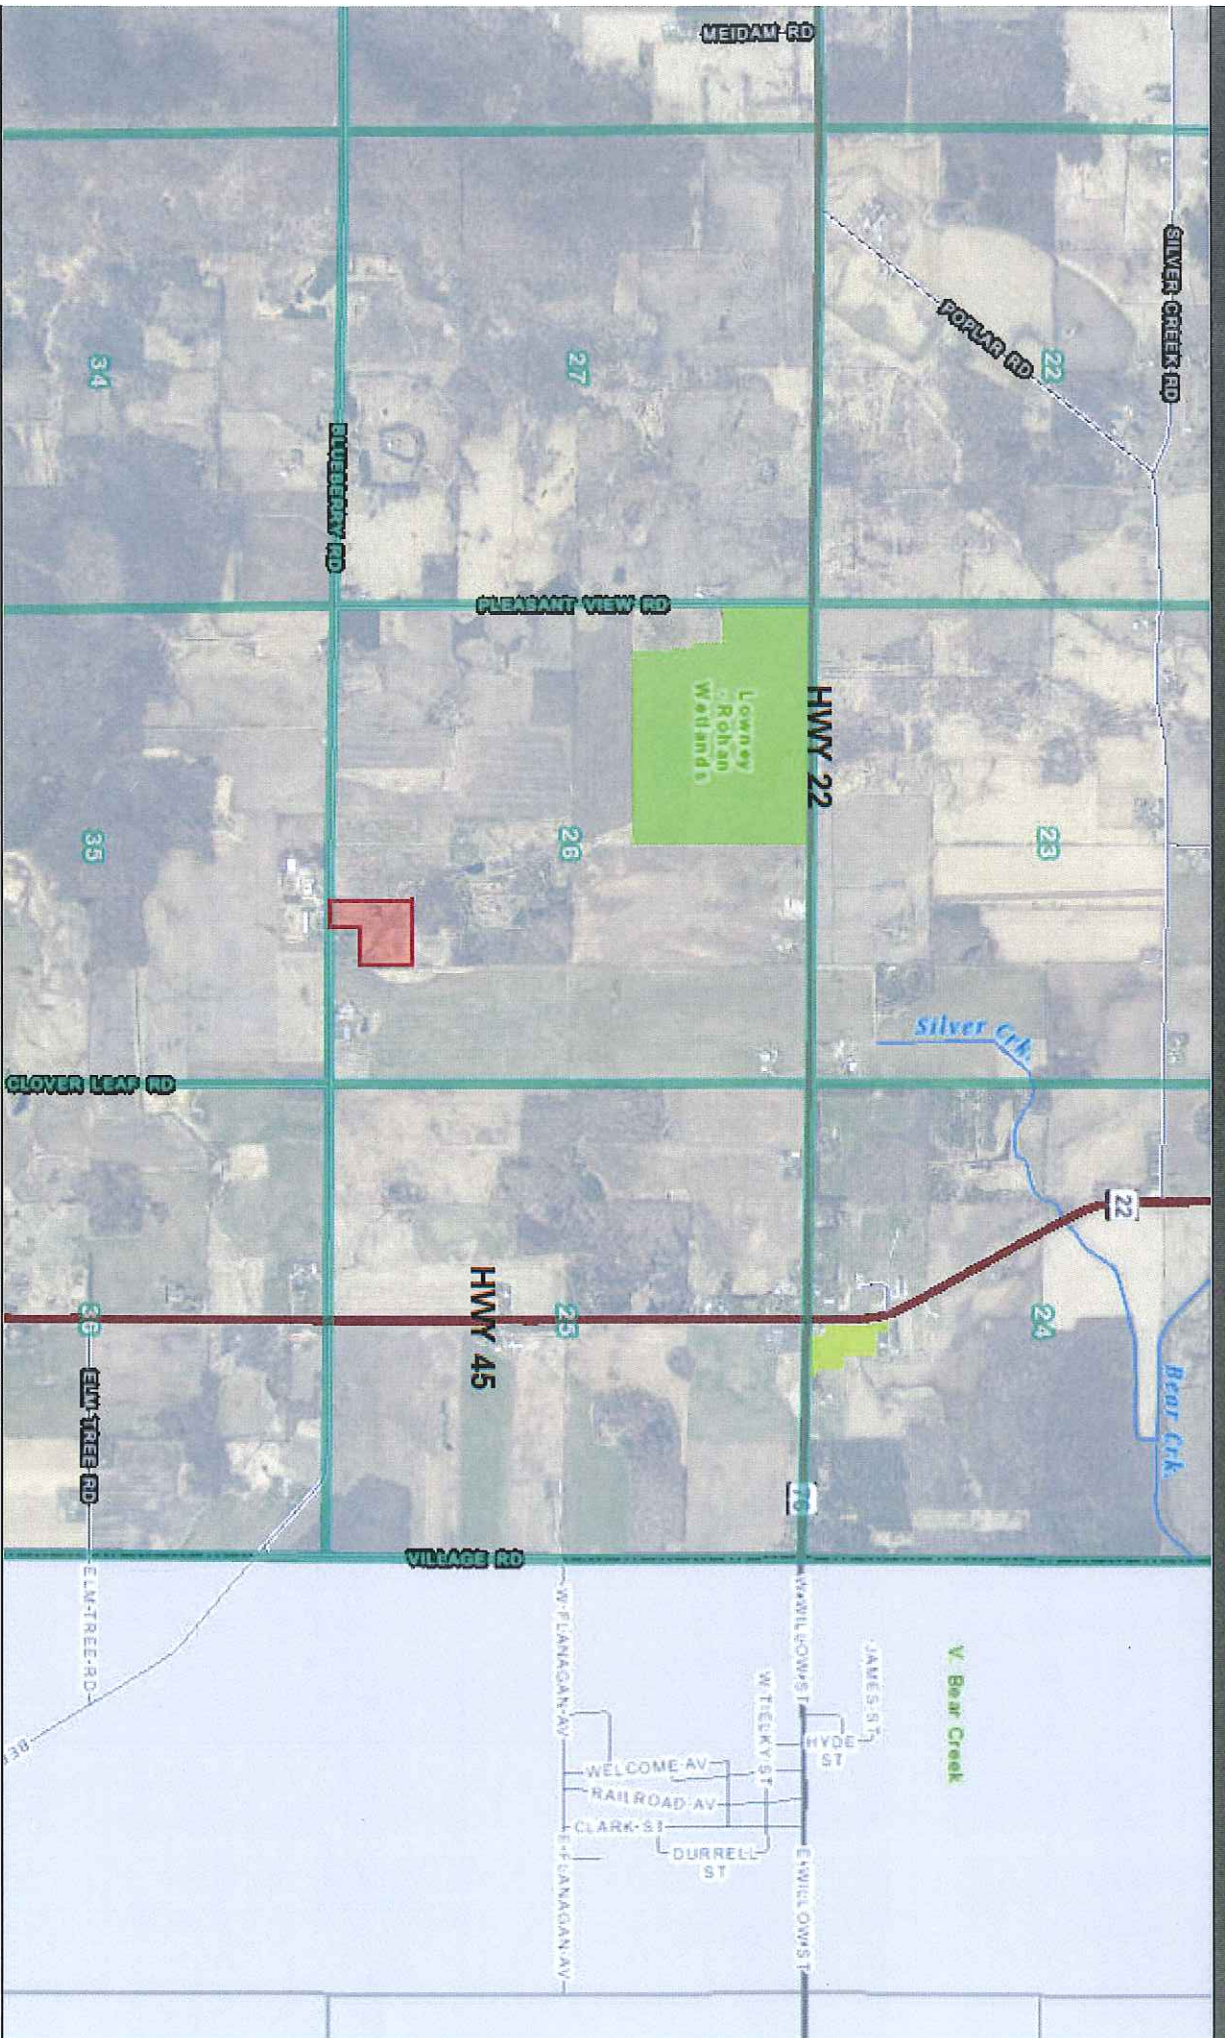 MEIDAM RD
SILVER CREEK RD
POPLAR RD
22
27
34
BLUEBERRY RD
PLEASANT VIEW RD
HWY 22
Lowney
Rohan
Wetlands
23
26
35
Silver Crk.
CLOVER LEAF RD
22
24
HWY 45
25
36
ELM TREE RD
Bear Crk.
76
VILLAGE RD
ELM-TREE-RD
W-FLANAGAN-AV
W-WILLOW-ST
JAMES-ST
V. Bear Creek
W TIELKY ST
HYDE
ST
WELCOME-AV
RAILROAD AV
CLARK-ST
DURRELL
ST
E-FLANAGAN-AV
E-WILLOW-ST